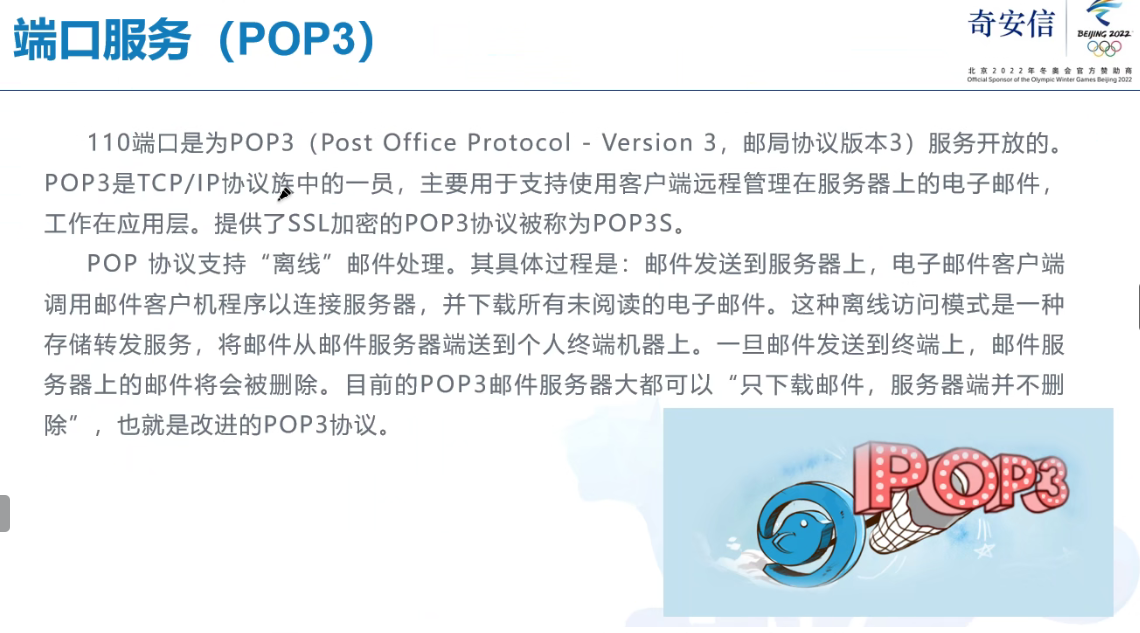 端口服务（POP3）
奇安信
BEIJING 2022
北京2022年冬奥会官方赞助商
Official Sponsor of the Olympic Winter Games Beijing 2022
110端口是为POP3（Post Office Protocol - Version 3，邮局协议版本3）服务开放的。
POP3是TCP/IP协议族中的一员，主要用于支持使用客户端远程管理在服务器上的电子邮件，
工作在应用层。提供了SSL加密的POP3协议被称为POP3S。
POP 协议支持“离线”邮件处理。其具体过程是：邮件发送到服务器上，电子邮件客户端
调用邮件客户机程序以连接服务器，并下载所有未阅读的电子邮件。这种离线访问模式是一种
存储转发服务，将邮件从邮件服务器端送到个人终端机器上。一旦邮件发送到终端上，邮件服
务器上的邮件将会被删除。目前的POP3邮件服务器大都可以“只下载邮件，服务器端并不删
除”，也就是改进的POP3协议。
POP3